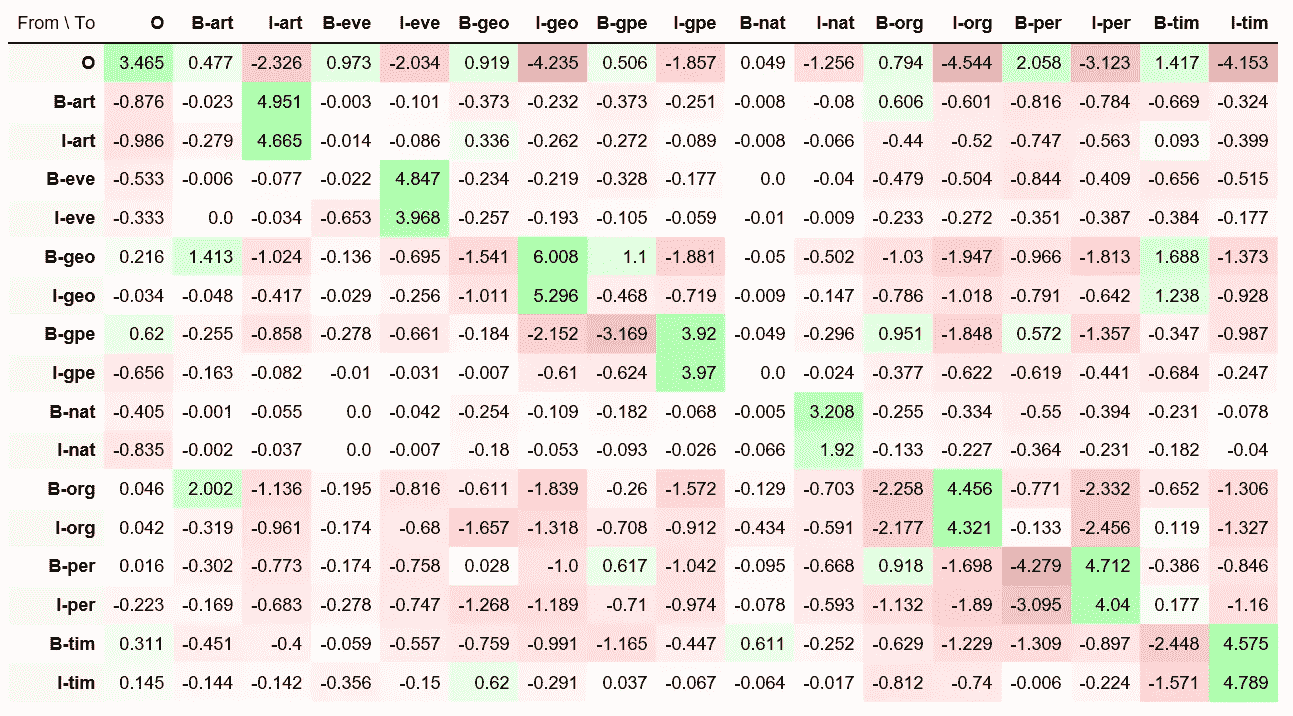 From \ To O B-art I-art B-eve I-eve B-geo I-geo B-gpe I-gpe B-nat I-nat B-org I-org B-per I-per B-tim I-tim
O 3.465 0.477 -2.326 0.973 -2.034 0.919 -4.235 0.506 -1.857 0.049 -1.256 0.794 -4.544 2.058 -3.123 1.417 -4.153
B-art -0.876 -0.023 4.951 -0.003 -0.101 -0.373 -0.232 -0.373 -0.251 -0.008 -0.08 0.606 -0.601 -0.816 -0.784 -0.669 -0.324
I-art -0.986 -0.279 4.665 -0.014 -0.086 0.336 -0.262 -0.272 -0.089 -0.008 -0.066 -0.44 -0.52 -0.747 -0.563 0.093 -0.399
B-eve -0.533 -0.006 -0.077 -0.022 4.847 -0.234 -0.219 -0.328 -0.177 0.0 -0.04 -0.479 -0.504 -0.844 -0.409 -0.656 -0.515
I-eve -0.333 0.0 -0.034 -0.653 3.968 -0.257 -0.193 -0.105 -0.059 -0.01 -0.009 -0.233 -0.272 -0.351 -0.387 -0.384 -0.177
B-geo 0.216 1.413 -1.024 -0.136 -0.695 -1.541 6.008 1.1 -1.881 -0.05 -0.502 -1.03 -1.947 -0.966 -1.813 1.688 -1.373
I-geo -0.034 -0.048 -0.417 -0.029 -0.256 -1.011 5.296 -0.468 -0.719 -0.009 -0.147 -0.786 -1.018 -0.791 -0.642 1.238 -0.928
B-gpe 0.62 -0.255 -0.858 -0.278 -0.661 -0.184 -2.152 -3.169 3.92 -0.049 -0.296 0.951 -1.848 0.572 -1.357 -0.347 -0.987
I-gpe -0.656 -0.163 -0.082 -0.01 -0.031 -0.007 -0.61 -0.624 3.97 0.0 -0.024 -0.377 -0.622 -0.619 -0.441 -0.684 -0.247
B-nat -0.405 -0.001 -0.055 0.0 -0.042 -0.254 -0.109 -0.182 -0.068 -0.005 3.208 -0.255 -0.334 -0.55 -0.394 -0.231 -0.078
I-nat -0.835 -0.002 -0.037 0.0 -0.007 -0.18 -0.053 -0.093 -0.026 -0.066 1.92 -0.133 -0.227 -0.364 -0.231 -0.182 -0.04
B-org 0.046 2.002 -1.136 -0.195 -0.816 -0.611 -1.839 -0.26 -1.572 -0.129 -0.703 -2.258 4.456 -0.771 -2.332 -0.652 -1.306
I-org 0.042 -0.319 -0.961 -0.174 -0.68 -1.657 -1.318 -0.708 -0.912 -0.434 -0.591 -2.177 4.321 -0.133 -2.456 0.119 -1.327
B-per 0.016 -0.302 -0.773 -0.174 -0.758 0.028 -1.0 0.617 -1.042 -0.095 -0.668 0.918 -1.698 -4.279 4.712 -0.386 -0.846
I-per -0.223 -0.169 -0.683 -0.278 -0.747 -1.268 -1.189 -0.71 -0.974 -0.078 -0.593 -1.132 -1.89 -3.095 4.04 0.177 -1.16
B-tim 0.311 -0.451 -0.4 -0.059 -0.557 -0.759 -0.991 -1.165 -0.447 0.611 -0.252 -0.629 -1.229 -1.309 -0.897 -2.448 4.575
I-tim 0.145 -0.144 -0.142 -0.356 -0.15 0.62 -0.291 0.037 -0.067 -0.064 -0.017 -0.812 -0.74 -0.006 -0.224 -1.571 4.789